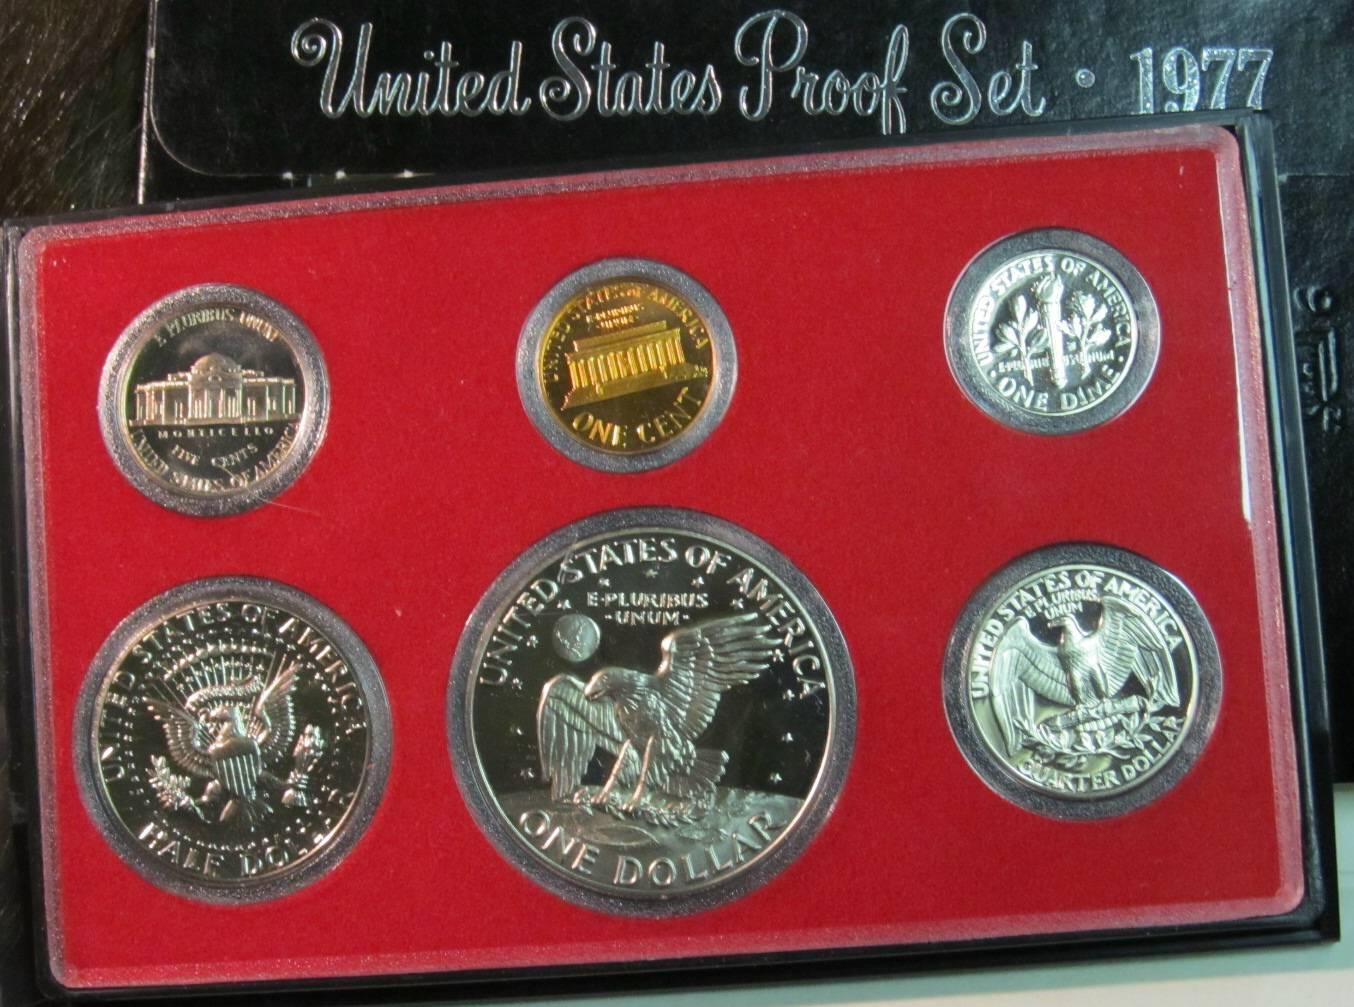 United States Proof Set · 1977
E PLURIBUS UNUM
MONTICELLO
FIVE CENTS
UNITED STATES OF AMERICA
UNITED STATES OF AMERICA
E·PLURIBUS
·UNUM·
ONE CENT
UNITED STATES OF AMERICA
E PLURIBUS UNUM
· ONE DIME ·
UNITED STATES OF AMERICA
HALF DOLLAR
UNITED STATES OF AMERICA
E·PLURIBUS
-UNUM-
ONE DOLLAR
UNITED STATES OF AMERICA
E PLURIBUS
UNUM
QUARTER DOLLAR